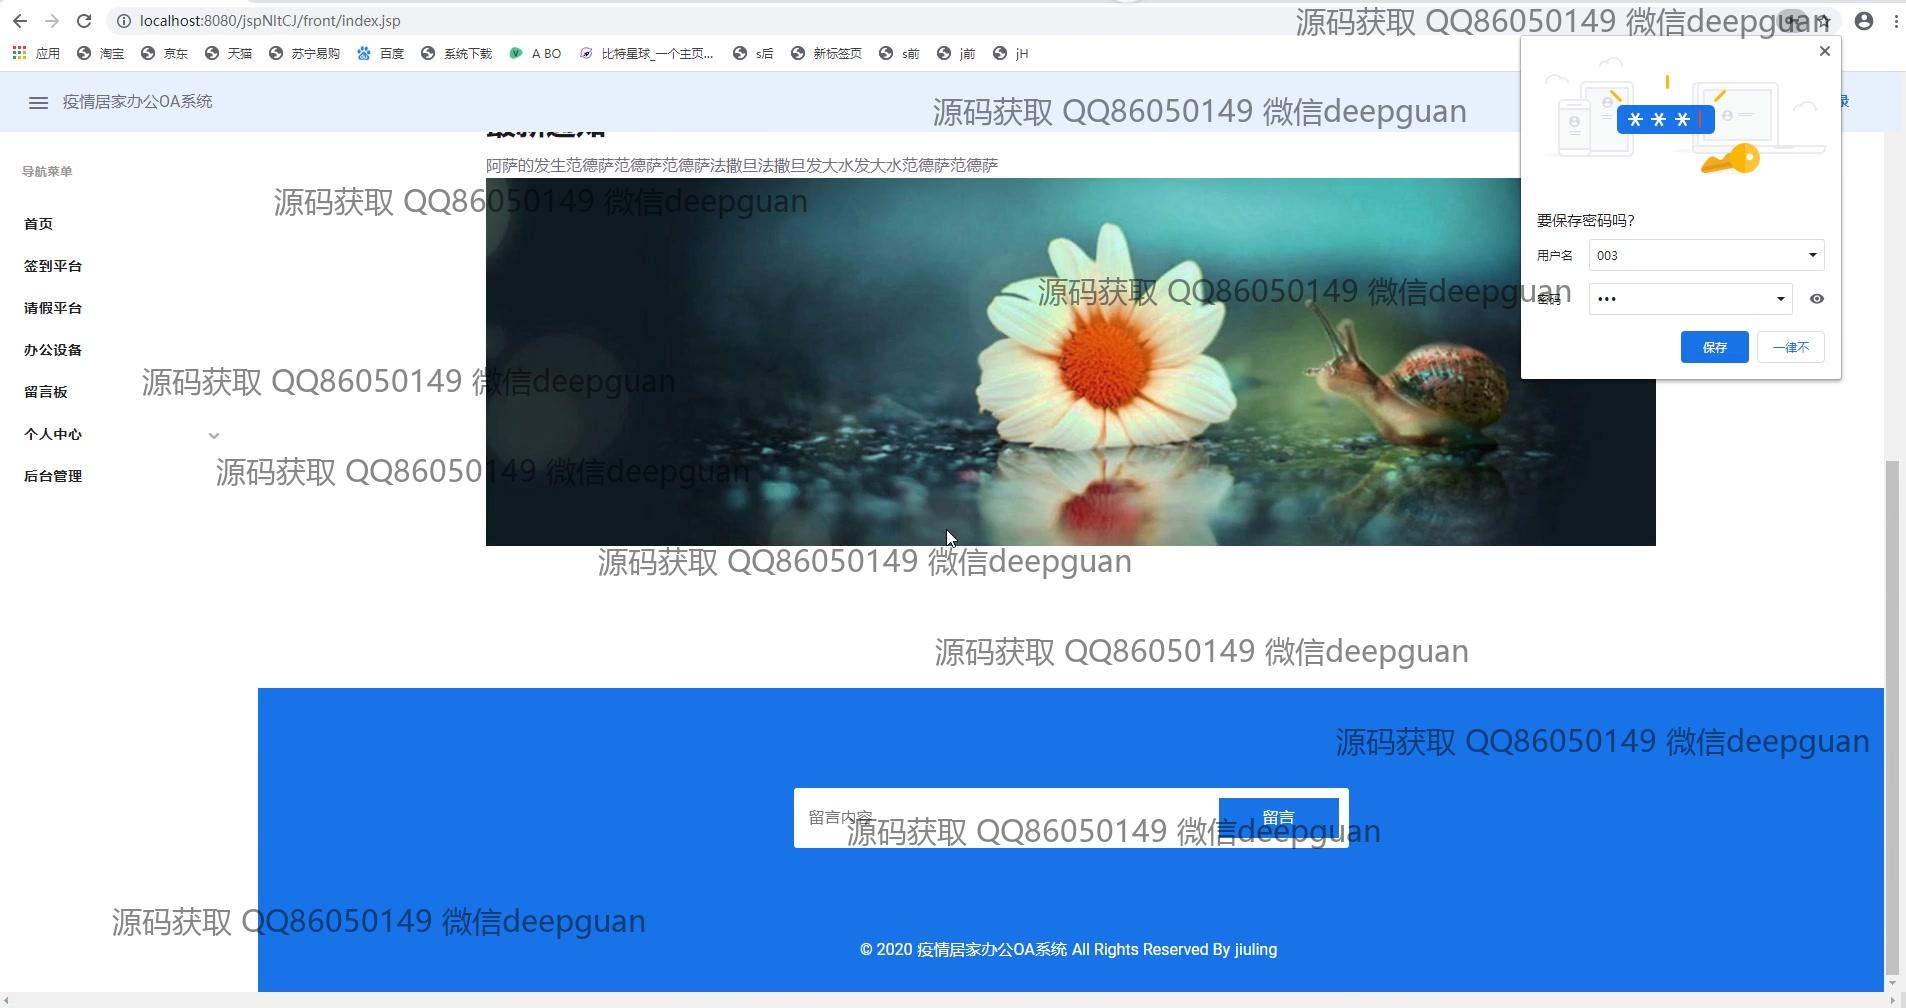 localhost:8080/jspNltCJ/front/index.jsp
源码获取 QQ86050149 微信deepguan
应用 淘宝 京东 天猫 苏宁易购 百度 系统下载 A BO 比特星球_一个主页... s后 新标签页 s前 j前 jH
疫情居家办公OA系统
源码获取 QQ86050149 微信deepguan
录
***
阿萨的发生范德萨范德萨范德萨法撒旦法撒旦发大水发大水范德萨范德萨
导航菜单
源码获取 QQ86050149 微信deepguan
首页
签到平台
请假平台
办公设备
留言板
个人中心
后台管理
要保存密码吗?
用户名 003
源码获取 QQ86050149 微信deepguan
密码 •••
保存 一律不
源码获取 QQ86050149 微信deepguan
源码获取 QQ86050149 微信deepguan
源码获取 QQ86050149 微信deepguan
源码获取 QQ86050149 微信deepguan
源码获取 QQ86050149 微信deepguan
留言内容 留言
源码获取 QQ86050149 微信deepguan
源码获取 QQ86050149 微信deepguan
© 2020 疫情居家办公OA系统 All Rights Reserved By jiuling